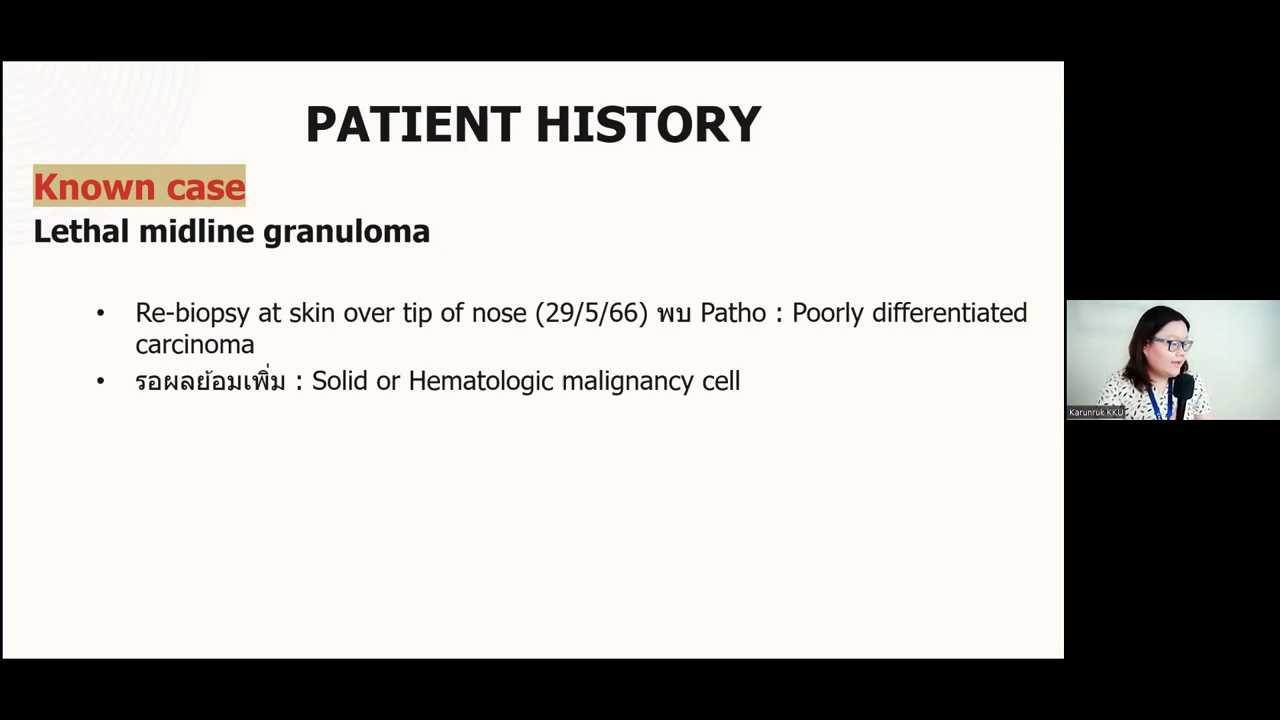 PATIENT HISTORY
Known case
Lethal midline granuloma
• Re-biopsy at skin over tip of nose (29/5/66) พบ Patho : Poorly differentiated
carcinoma
• รอผลย้อมเพิ่ม : Solid or Hematologic malignancy cell
Karunruk KKU